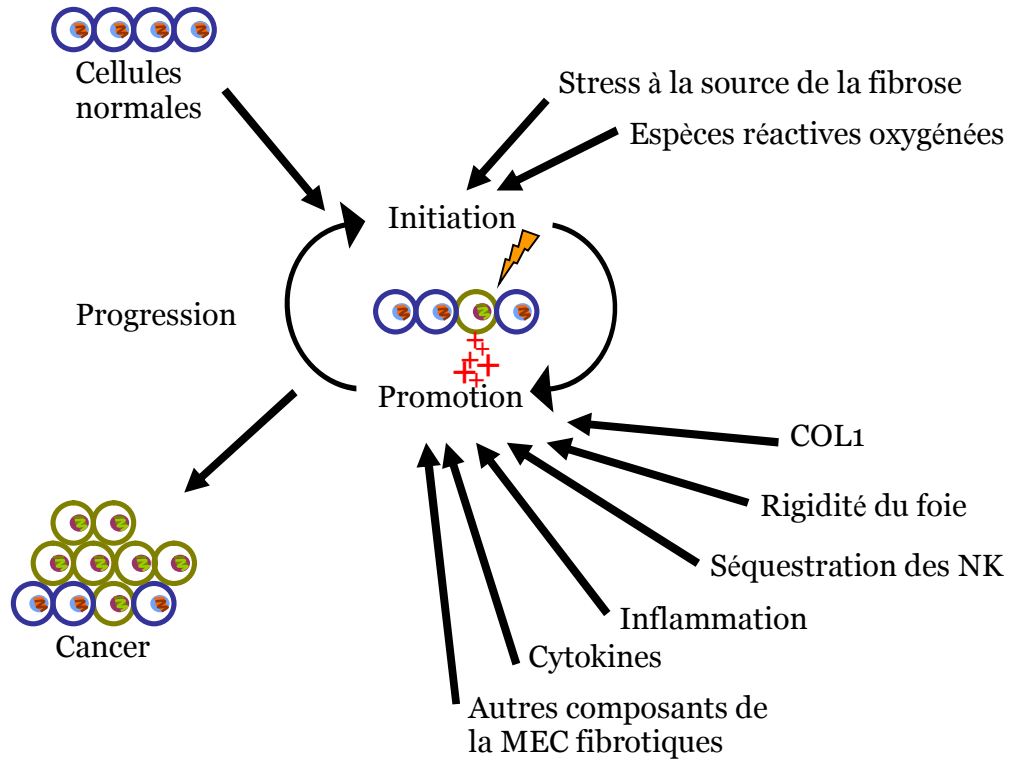 Cellules
normales
Stress à la source de la fibrose
Espèces réactives oxygénées
Initiation
Progression
Promotion
COL1
Rigidité du foie
Séquestration des NK
Inflammation
Cytokines
Cancer
Autres composants de
la MEC fibrotiques